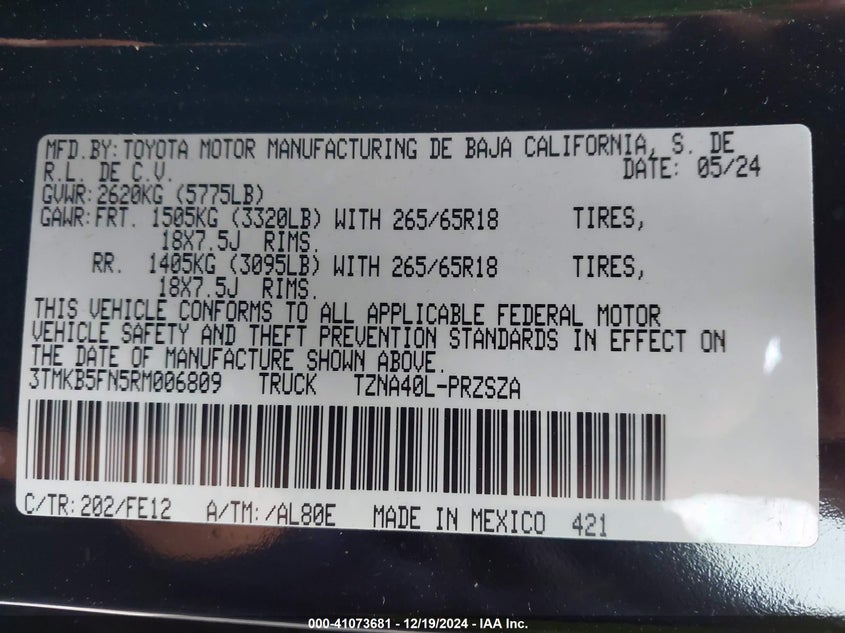 MFD.BY:TOYOTA MOTOR MANUFACTURING DE BAJA CALIFORNIA, S. DE
R.L. DE C.V. DATE: 05/24
GVWR:2620KG (5775LB)
GAWR:FRT. 1505KG (3320LB) WITH 265/65R18 TIRES,
18X7.5J RIMS.
RR. 1405KG (3095LB) WITH 265/65R18 TIRES,
18X7.5J RIMS.
THIS VEHICLE CONFORMS TO ALL APPLICABLE FEDERAL MOTOR
VEHICLE SAFETY AND THEFT PREVENTION STANDARDS IN EFFECT ON
THE DATE OF MANUFACTURE SHOWN ABOVE.
3TMKB5FN5RM006809 TRUCK TZNA40L-PRZSZA
C/TR:202/FE12 A/TM:/AL80E MADE IN MEXICO 421
000-41073681 - 12/19/2024 - IAA Inc.